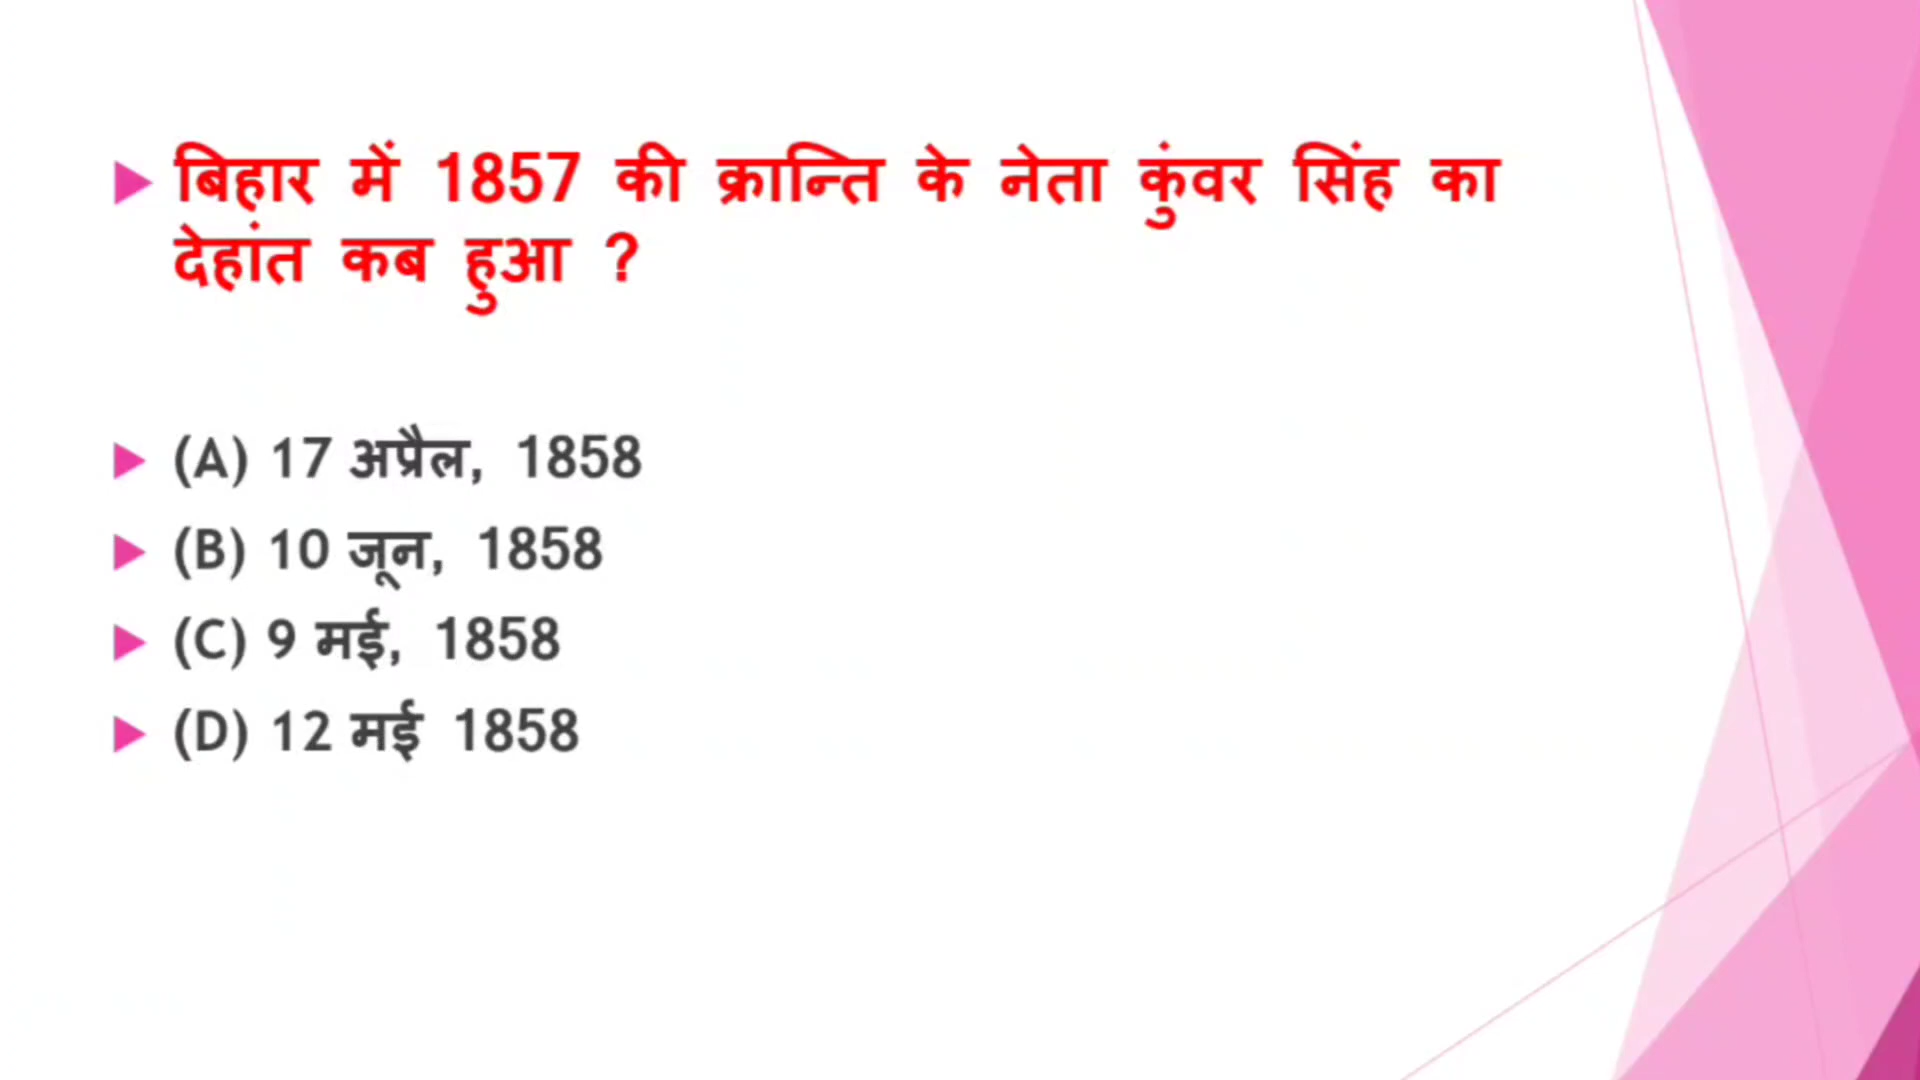 बिहार में 1857 की क्रान्ति के नेता कुंवर सिंह का
देहांत कब हुआ ?
(A) 17 अप्रैल, 1858
(B) 10 जून, 1858
(C) 9 मई, 1858
(D) 12 मई 1858